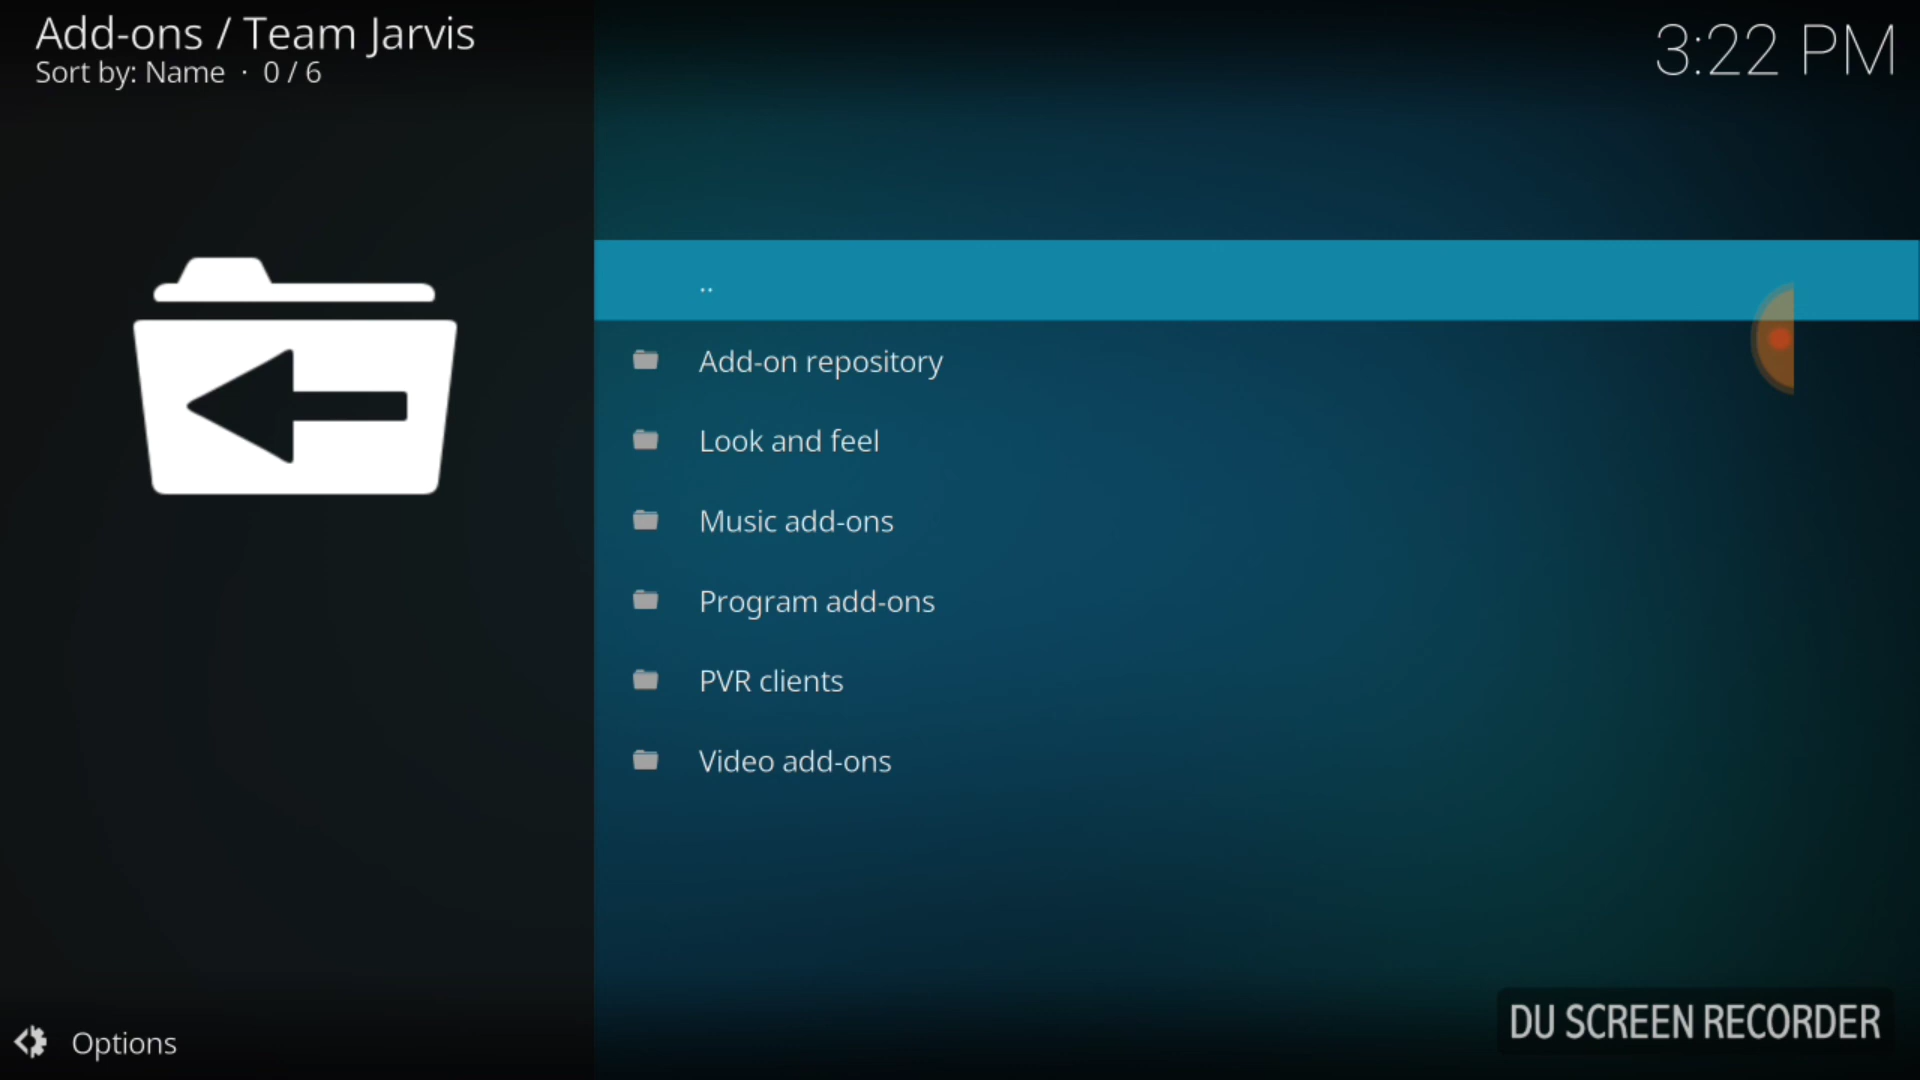 Add-ons / Team Jarvis
Sort by: Name · 0 / 6
3:22 PM
..
Add-on repository
Look and feel
Music add-ons
Program add-ons
PVR clients
Video add-ons
Options
DU SCREEN RECORDER